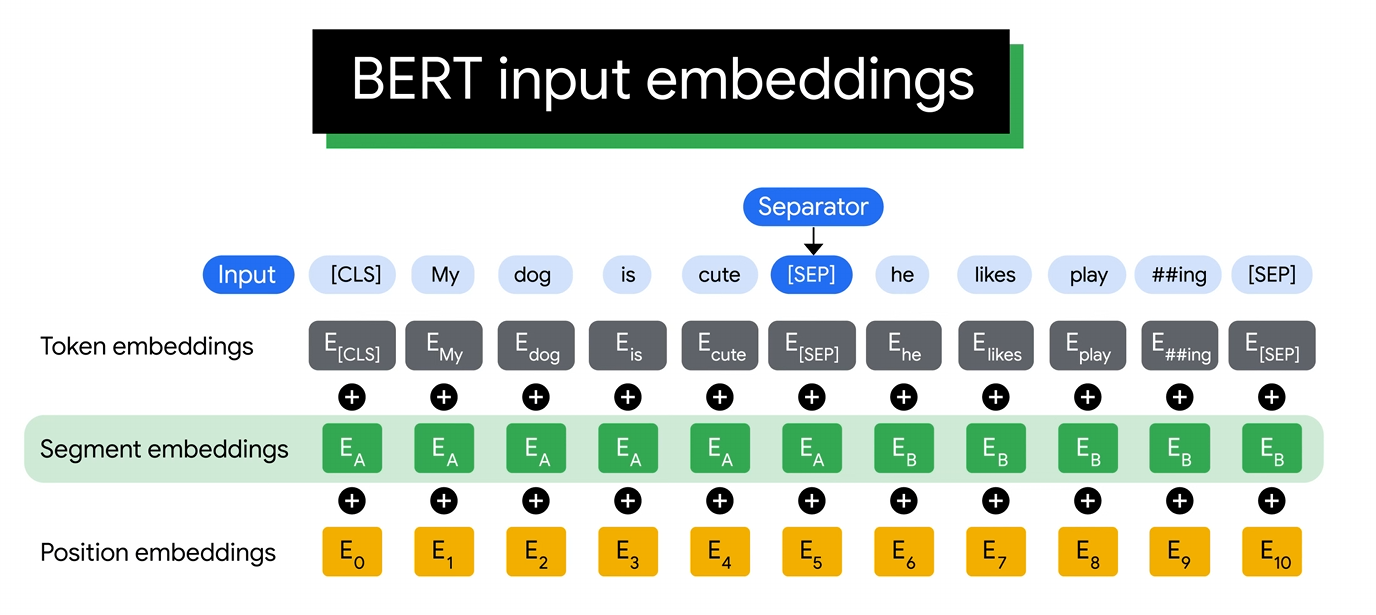 BERT input embeddings
Separator
Input [CLS] My dog is cute [SEP] he likes play ##ing [SEP]
Token embeddings E[CLS] EMy Edog Eis Ecute E[SEP] Ehe Elikes Eplay E##ing E[SEP]
+ + + + + + + + + + +
Segment embeddings EA EA EA EA EA EA EB EB EB EB EB
+ + + + + + + + + + +
Position embeddings E0 E1 E2 E3 E4 E5 E6 E7 E8 E9 E10